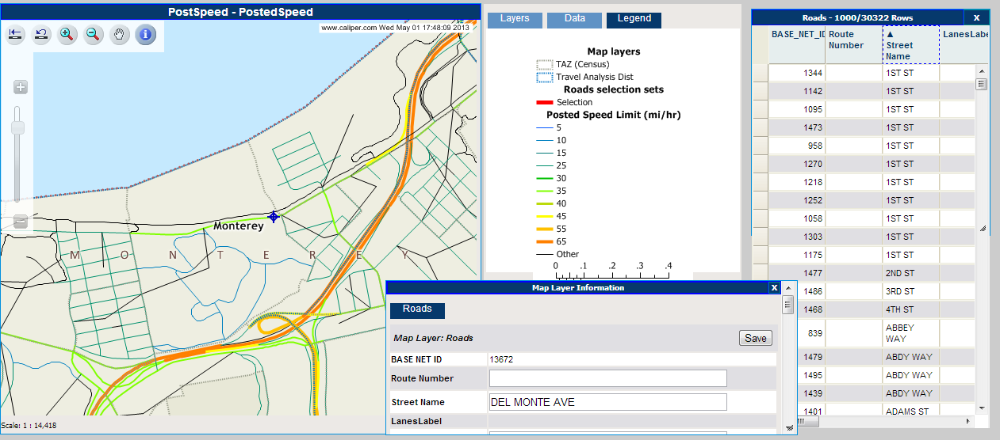 PostSpeed - PostedSpeed
www.caliper.com Wed May 01 17:48:09 2013
Monterey
M O N T E R E Y
Scale: 1 : 14,418
Layers
Data
Legend
Map layers
TAZ (Census)
Travel Analysis Dist
Roads selection sets
Selection
Posted Speed Limit (mi/hr)
5
10
15
25
30
35
40
45
55
65
Other
0 .1 .2 .3 .4
Map Layer Information X
Roads
Map Layer: Roads
Save
BASE NET ID 13672
Route Number
Street Name DEL MONTE AVE
LanesLabel
Roads - 1000/30322 Rows X
BASE_NET_ID Route Number ▲ Street Name LanesLabe
1344 1ST ST
1142 1ST ST
1095 1ST ST
1473 1ST ST
958 1ST ST
1270 1ST ST
1218 1ST ST
1252 1ST ST
1058 1ST ST
1303 1ST ST
1175 1ST ST
1477 2ND ST
1486 3RD ST
1468 4TH ST
839 ABBEY WAY
1479 ABDY WAY
1495 ABDY WAY
1439 ABDY WAY
1401 ADAMS ST